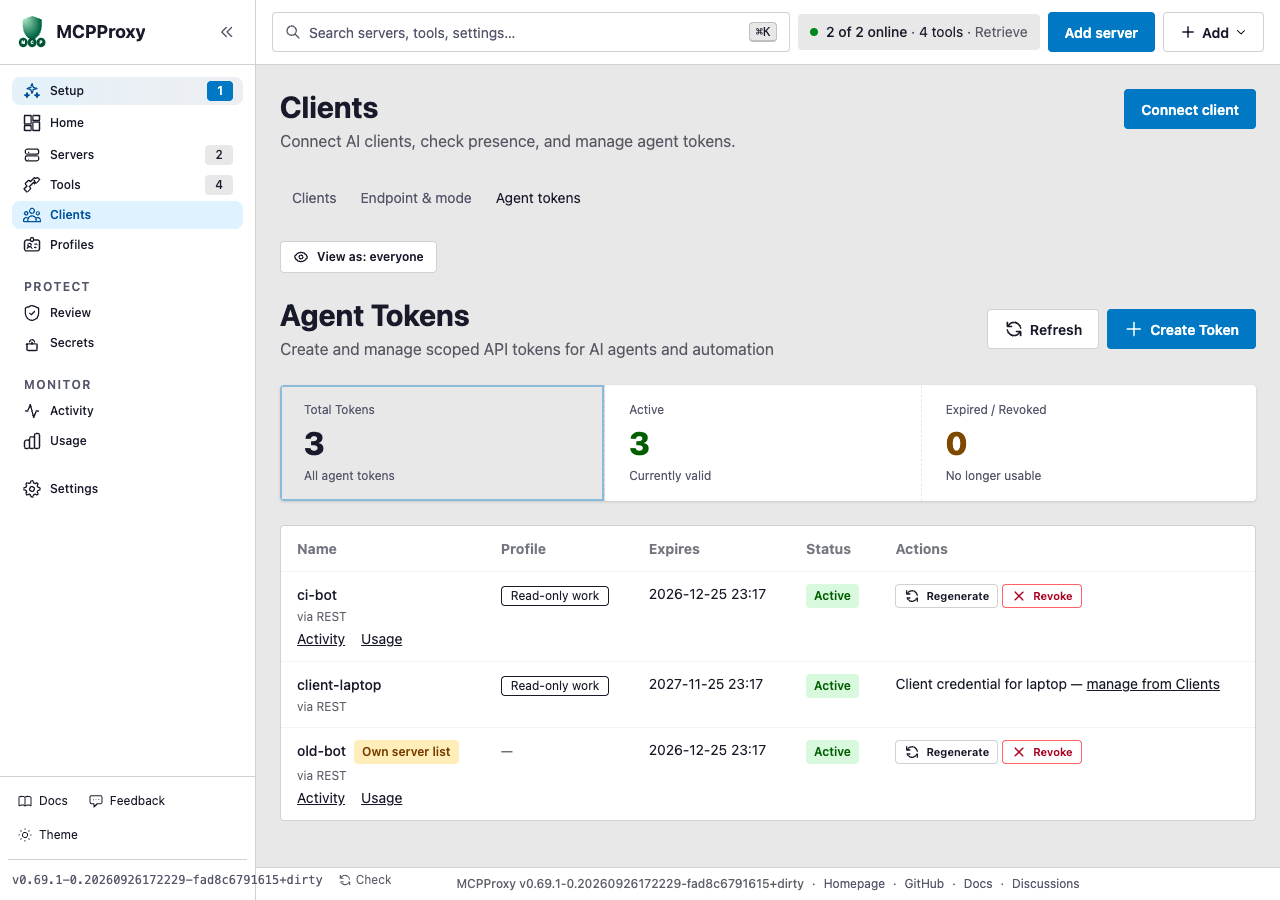 MCPProxy
Search servers, tools, settings...
⌘K
2 of 2 online · 4 tools · Retrieve
Add server
Add
Setup
1
Home
Servers
2
Tools
4
Clients
Profiles
PROTECT
Review
Secrets
MONITOR
Activity
Usage
Settings
Docs
Feedback
Theme
v0.69.1-0.20260926172229-fad8c6791615+dirty
Check
Clients
Connect client
Connect AI clients, check presence, and manage agent tokens.
Clients
Endpoint & mode
Agent tokens
View as: everyone
Agent Tokens
Create and manage scoped API tokens for AI agents and automation
Refresh
Create Token
Total Tokens
3
All agent tokens
Active
3
Currently valid
Expired / Revoked
0
No longer usable
Name Profile Expires Status Actions
ci-bot Read-only work 2026-12-25 23:17 Active Regenerate Revoke
via REST
Activity Usage
client-laptop Read-only work 2027-11-25 23:17 Active Client credential for laptop — manage from Clients
via REST
old-bot Own server list — 2026-12-25 23:17 Active Regenerate Revoke
via REST
Activity Usage
MCPProxy v0.69.1-0.20260926172229-fad8c6791615+dirty · Homepage · GitHub · Docs · Discussions